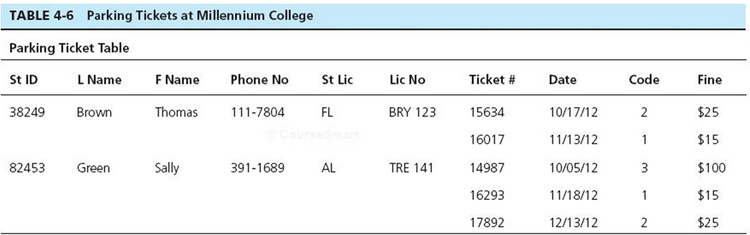 TABLE 4-6 Parking Tickets at Millennium College
Parking Ticket Table
St ID L Name F Name Phone No St Lic Lic No Ticket # Date Code Fine
38249 Brown Thomas 111-7804 FL BRY 123 15634 10/17/12 2 $25
© CourseSmart
16017 11/13/12 1 $15
82453 Green Sally 391-1689 AL TRE 141 14987 10/05/12 3 $100
16293 11/18/12 1 $15
17892 12/13/12 2 $25